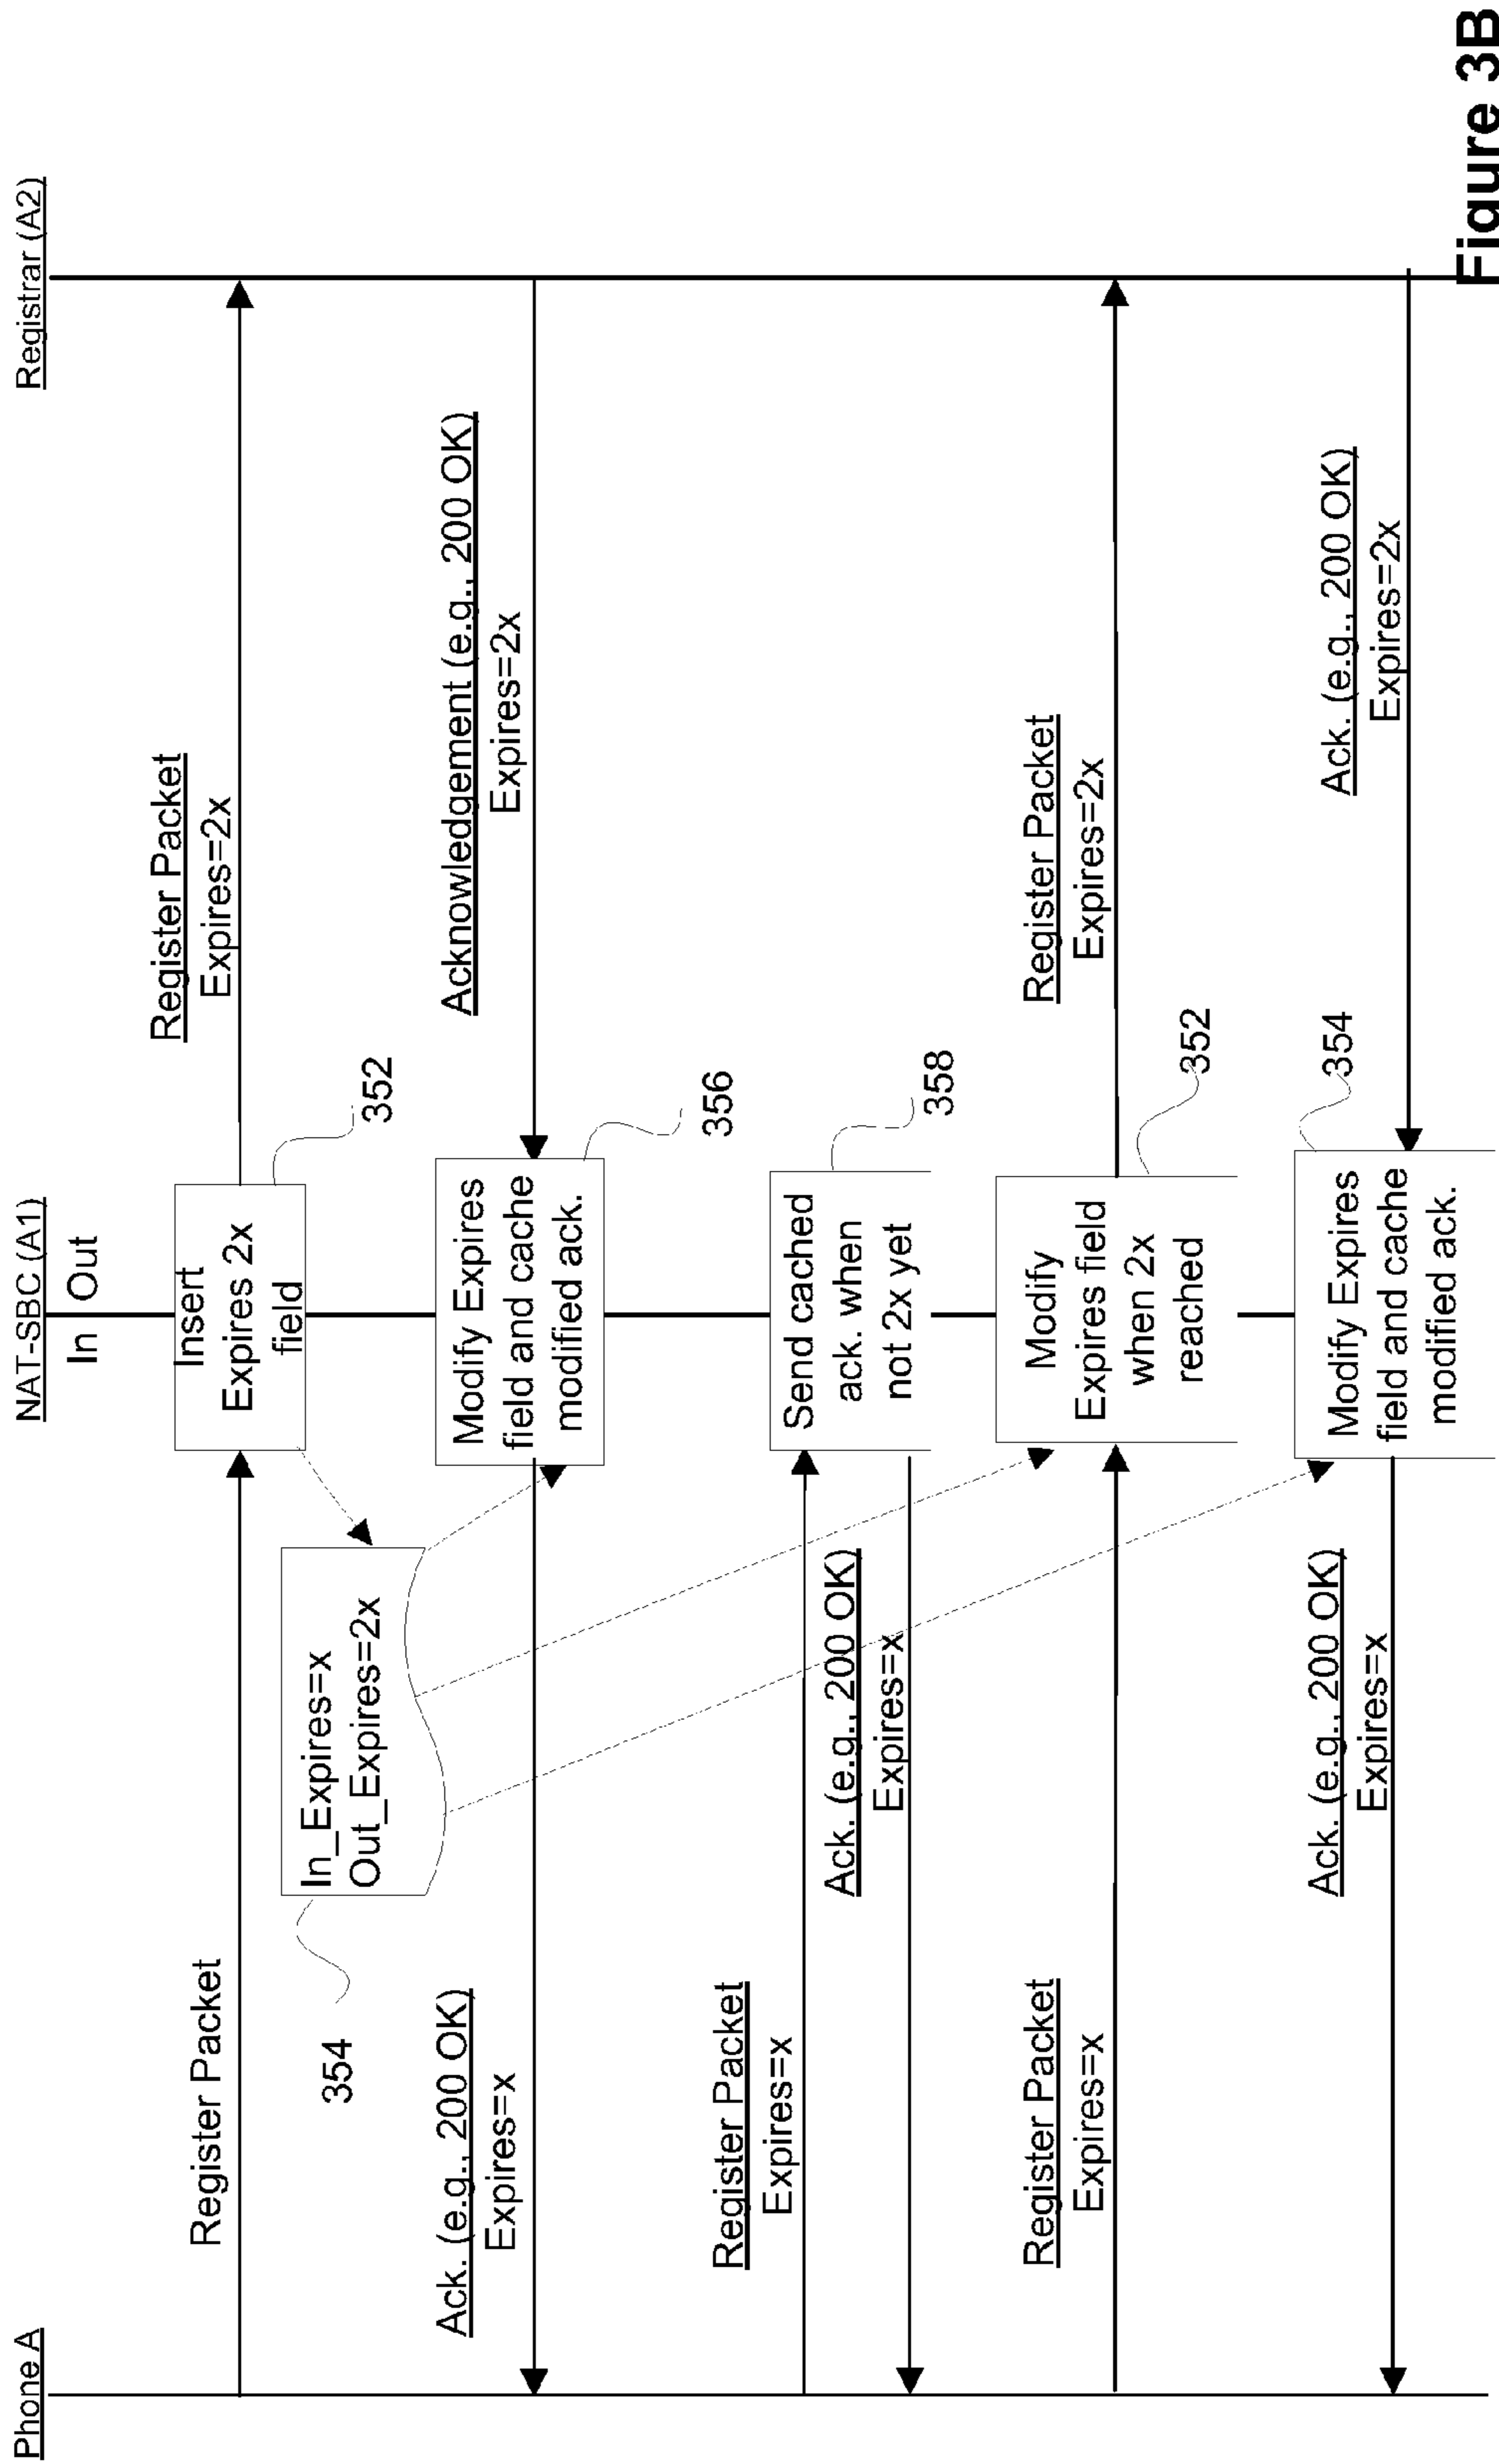 Phone A
NAT-SBC (A1)
Registrar (A2)
In
Out
Register Packet
Insert
Expires 2x
field
352
Register Packet
Expires=2x
354
In_Expires=x
Out_Expires=2x
Ack. (e.g., 200 OK)
Expires=x
Modify Expires
field and cache
modified ack.
356
Acknowledgement (e.g., 200 OK)
Expires=2x
Register Packet
Expires=x
Send cached
ack. when
not 2x yet
358
Ack. (e.g., 200 OK)
Expires=x
Register Packet
Expires=x
Modify
Expires field
when 2x
reached
352
Register Packet
Expires=2x
Ack. (e.g., 200 OK)
Expires=x
Modify Expires
field and cache
modified ack.
354
Ack. (e.g., 200 OK)
Expires=2x
Figure 3B